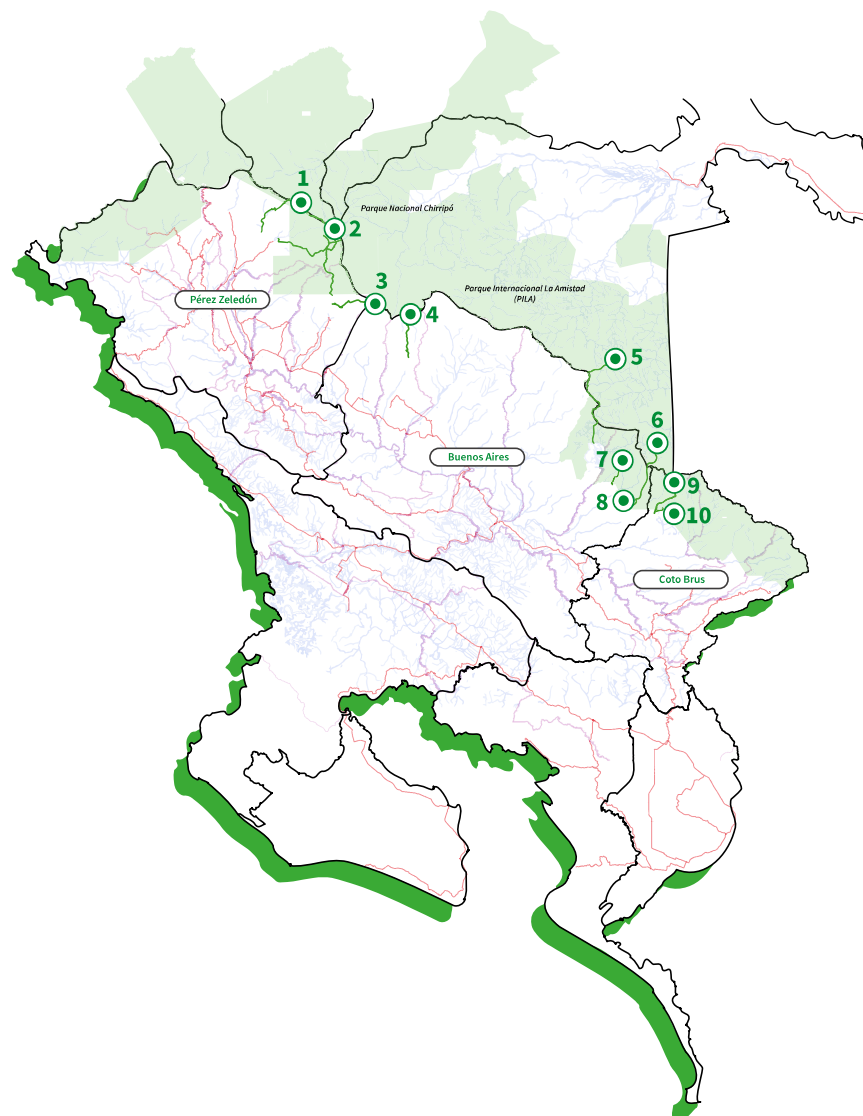 1
Parque Nacional Chirripó
2
Parque Internacional La Amistad
(PILA)
Pérez Zeledón
3
4
5
6
Buenos Aires
7
9
8
10
Coto Brus